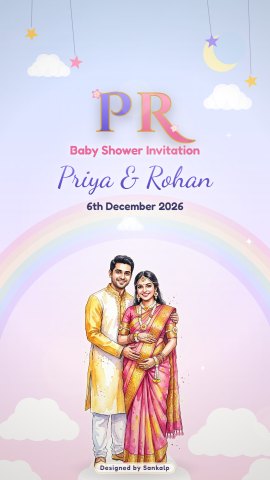 PR
Baby Shower Invitation
Priya & Rohan
6th December 2026
Designed by Sankalp